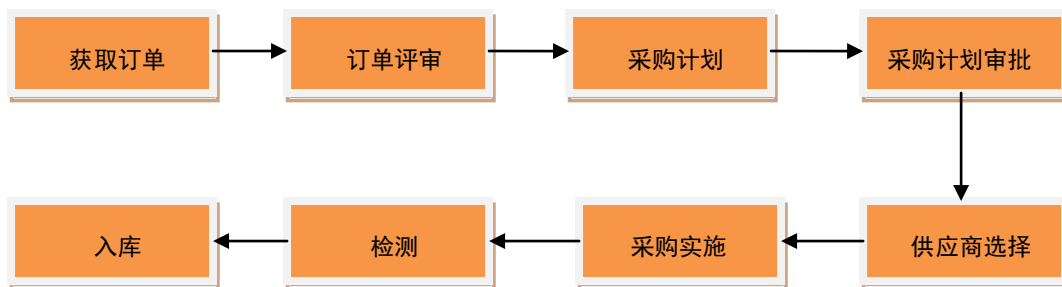 获取订单
订单评审
采购计划
采购计划审批
供应商选择
采购实施
检测
入库